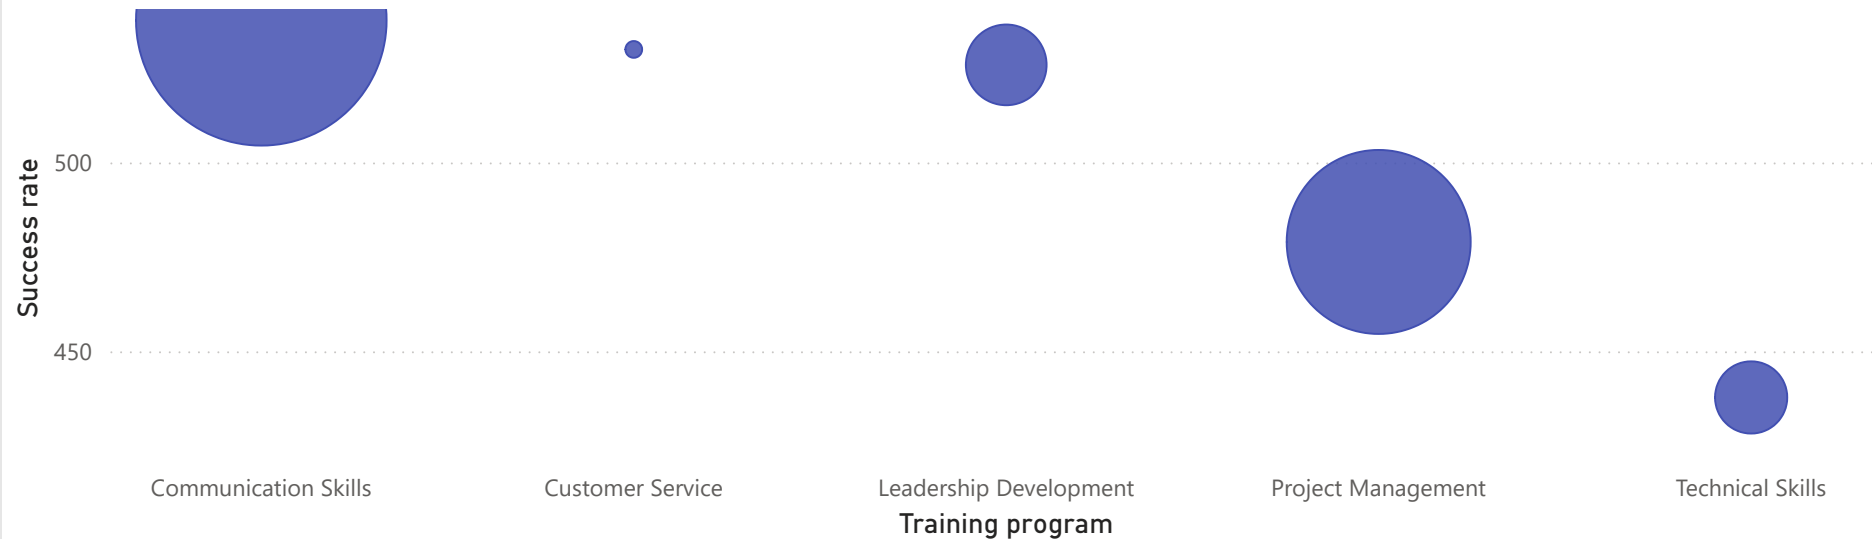 Success rate
500
450
Communication Skills
Customer Service
Leadership Development
Project Management
Technical Skills
Training program